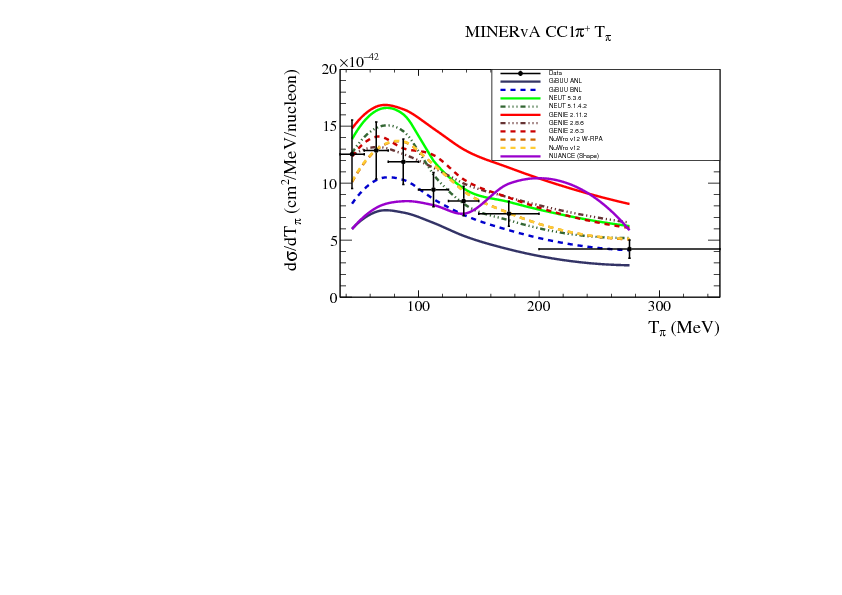 MINERvA CC1π⁺ Tπ
×10⁻⁴²
dσ/dTπ (cm²/MeV/nucleon)
20
15
10
5
0
Data
GiBUU ANL
GiBUU BNL
NEUT 5.3.6
NEUT 5.1.4.2
GENIE 2.11.2
GENIE 2.8.6
GENIE 2.6.3
NuWro v12 W-RPA
NuWro v12
NUANCE (Shape)
100
200
300
Tπ (MeV)